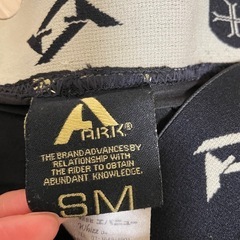 ARK®
THE BRAND ADVANCES BY
RELATIONSHIP WITH
THE RIDER TO OBTAIN
ABUNDANT KNOWLEDGE.
SM